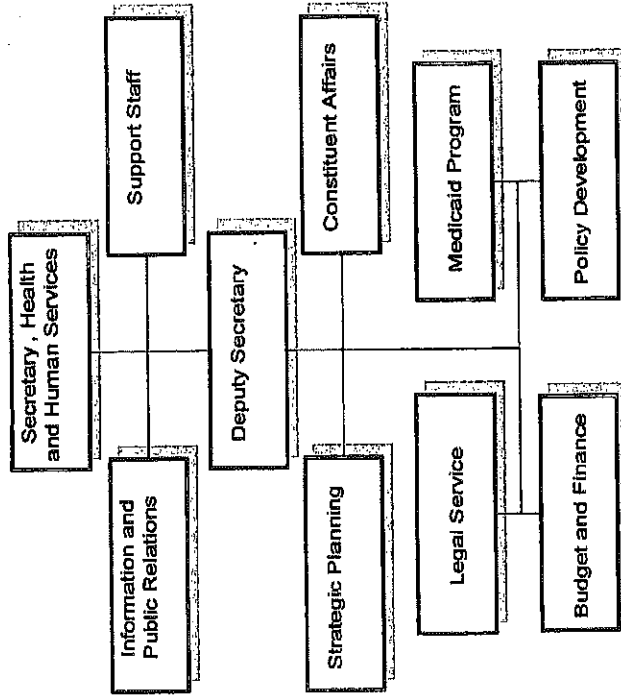 Secretary, Health
and Human Services
Information and
Public Relations
Support Staff
Deputy Secretary
Strategic Planning
Constituent Affairs
Legal Service
Medicaid Program
Budget and Finance
Policy Development